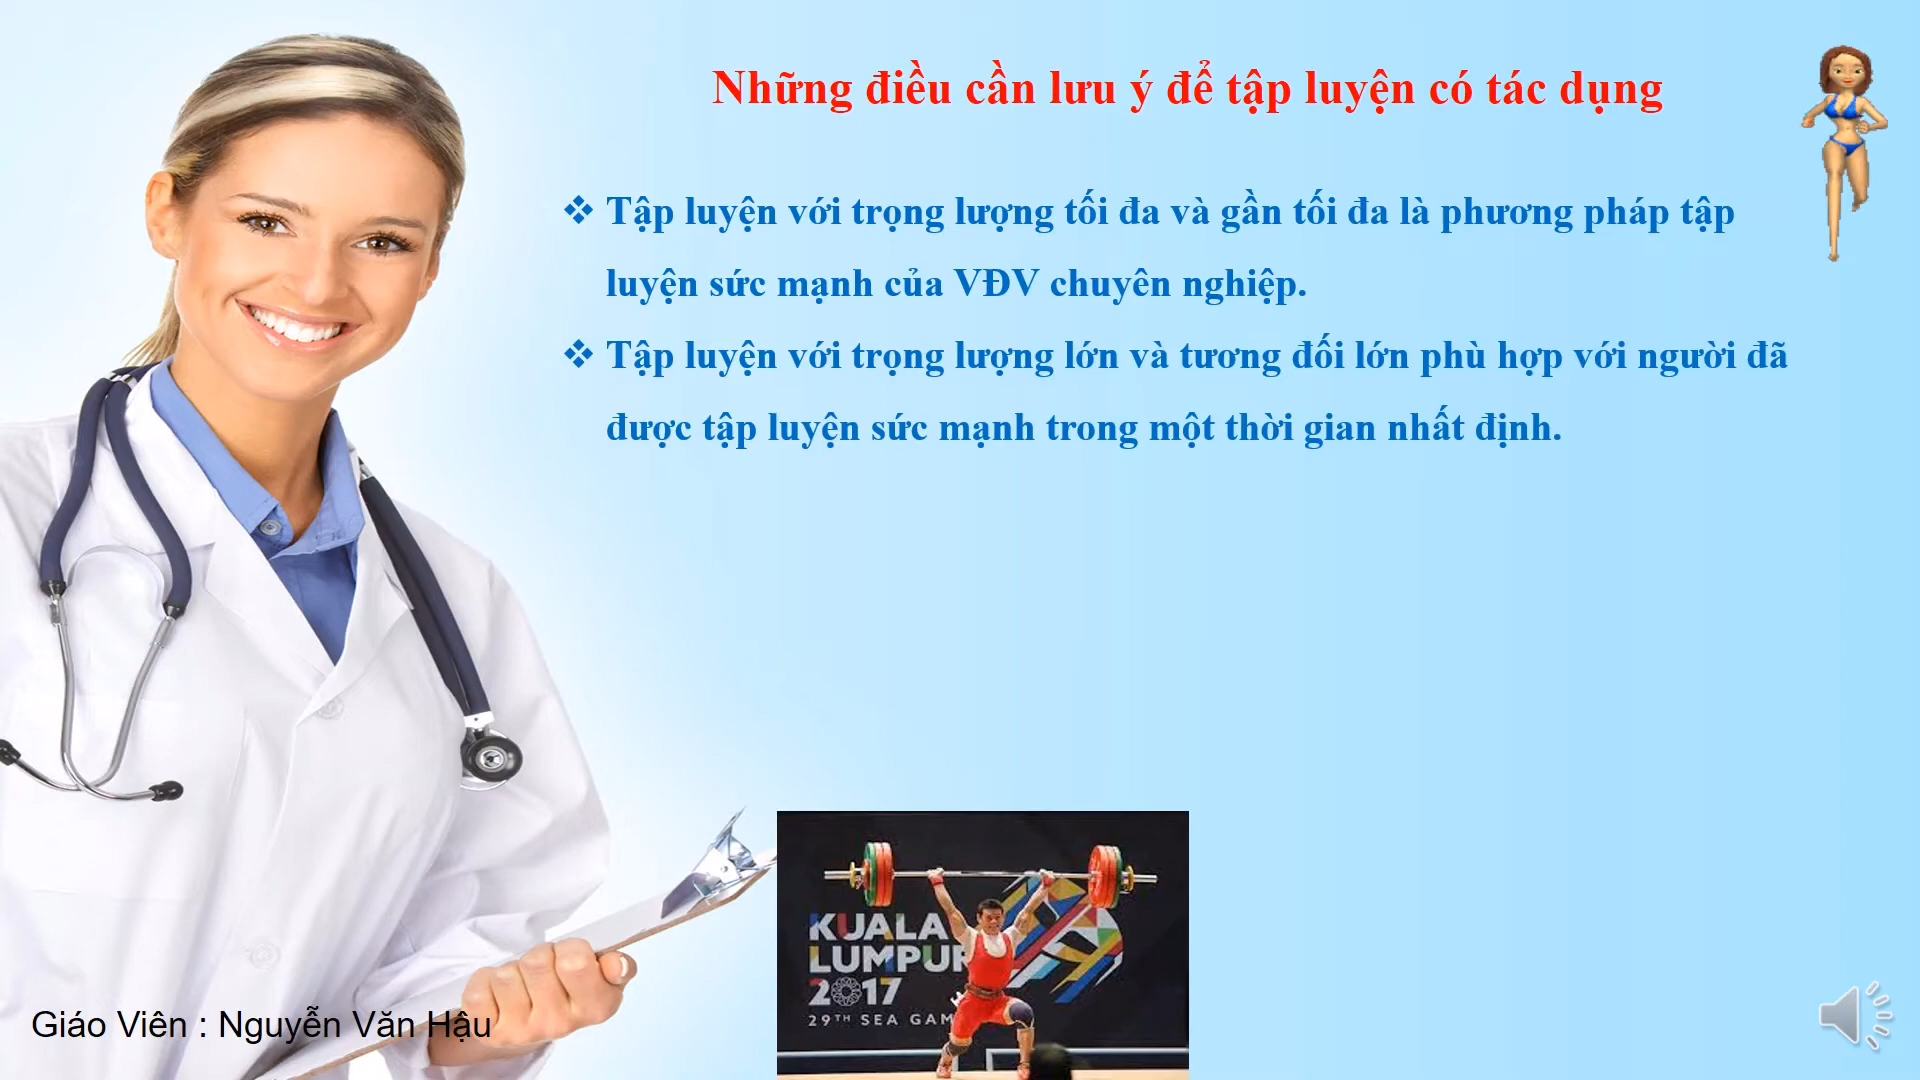 Những điều cần lưu ý để tập luyện có tác dụng
❖ Tập luyện với trọng lượng tối đa và gần tối đa là phương pháp tập
luyện sức mạnh của VĐV chuyên nghiệp.
❖ Tập luyện với trọng lượng lớn và tương đối lớn phù hợp với người đã
được tập luyện sức mạnh trong một thời gian nhất định.
KUALA
LUMPUR
2017
29TH SEA GAM
Giáo Viên : Nguyễn Văn Hậu